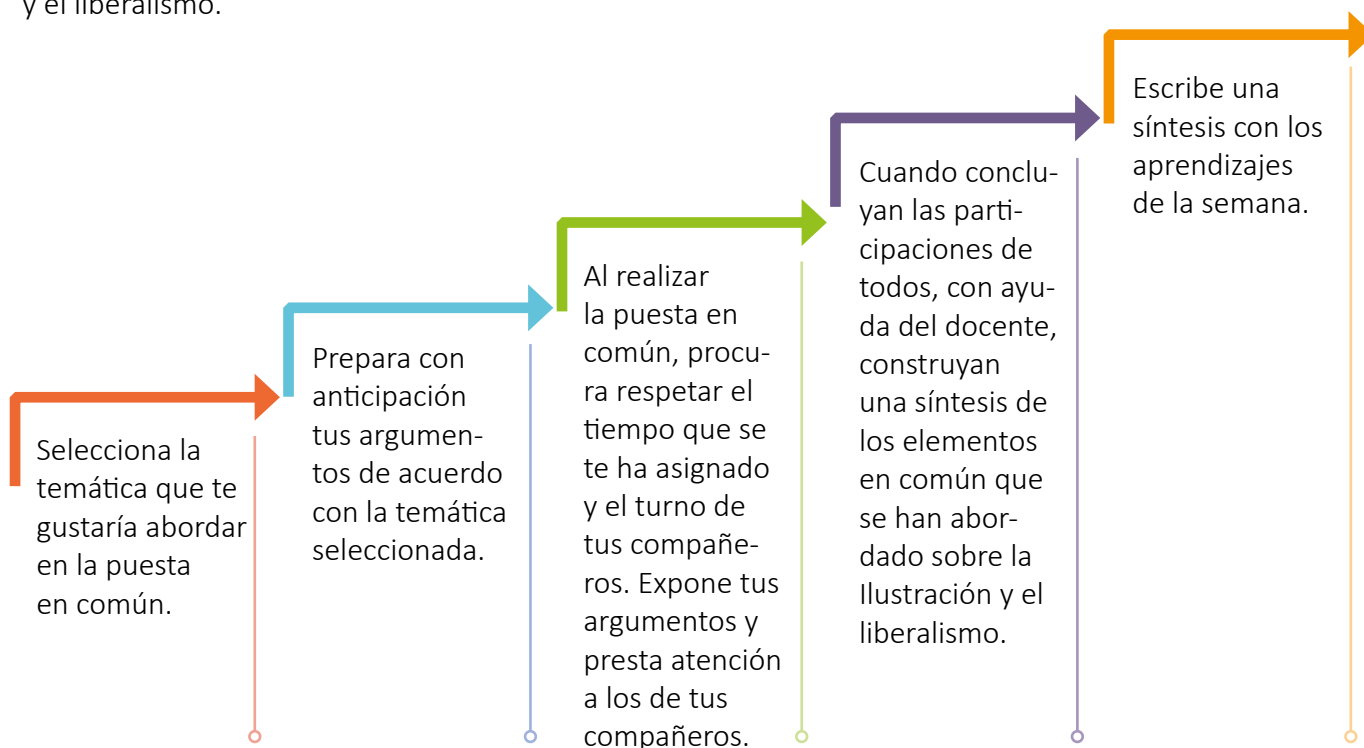 y el liberalismo.
Selecciona la
temática que te
gustaría abordar
en la puesta
en común.
Prepara con
anticipación
tus argumen-
tos de acuerdo
con la temática
seleccionada.
Al realizar
la puesta en
común, procu-
ra respetar el
tiempo que se
te ha asignado
y el turno de
tus compañe-
ros. Expone tus
argumentos y
presta atención
a los de tus
compañeros.
Cuando conclu-
yan las parti-
cipaciones de
todos, con ayu-
da del docente,
construyan
una síntesis de
los elementos
en común que
se han abor-
dado sobre la
Ilustración y el
liberalismo.
Escribe una
síntesis con los
aprendizajes
de la semana.